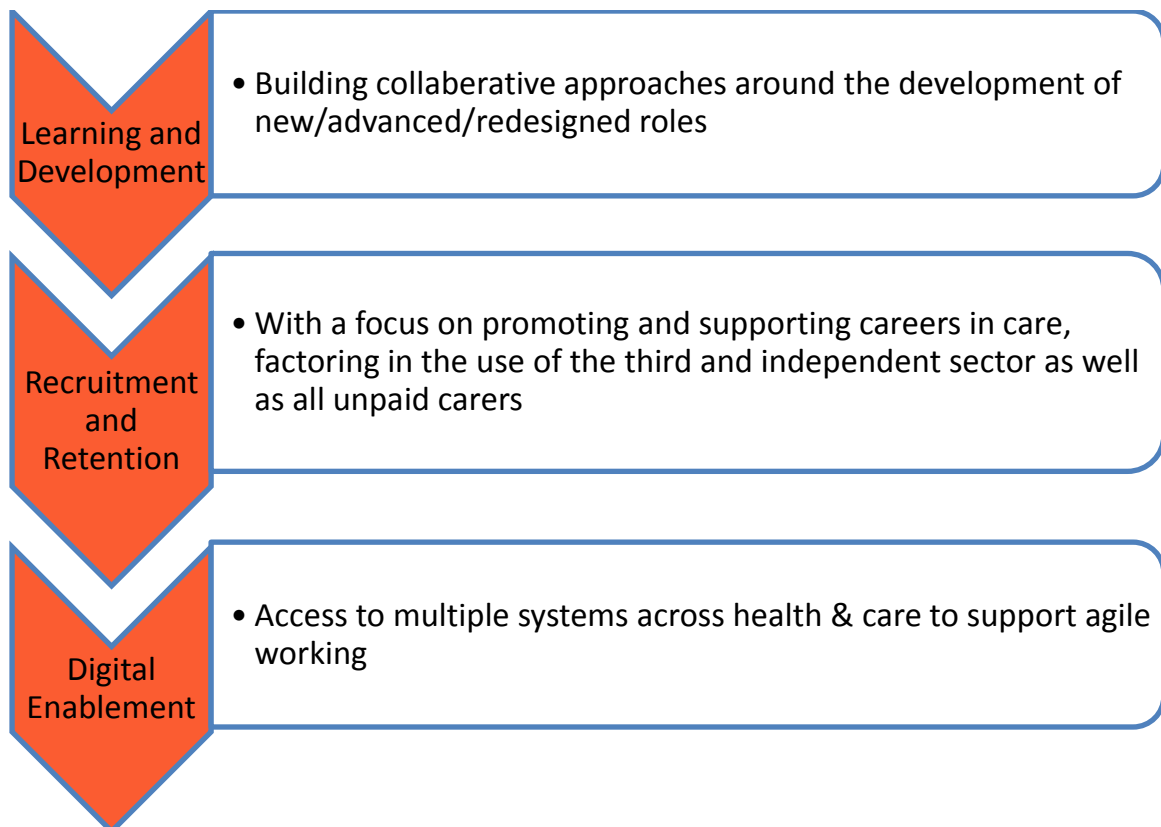 Learning and
Development
• Building collaberative approaches around the development of
new/advanced/redesigned roles
Recruitment
and
Retention
• With a focus on promoting and supporting careers in care,
factoring in the use of the third and independent sector as well
as all unpaid carers
Digital
Enablement
• Access to multiple systems across health & care to support agile
working